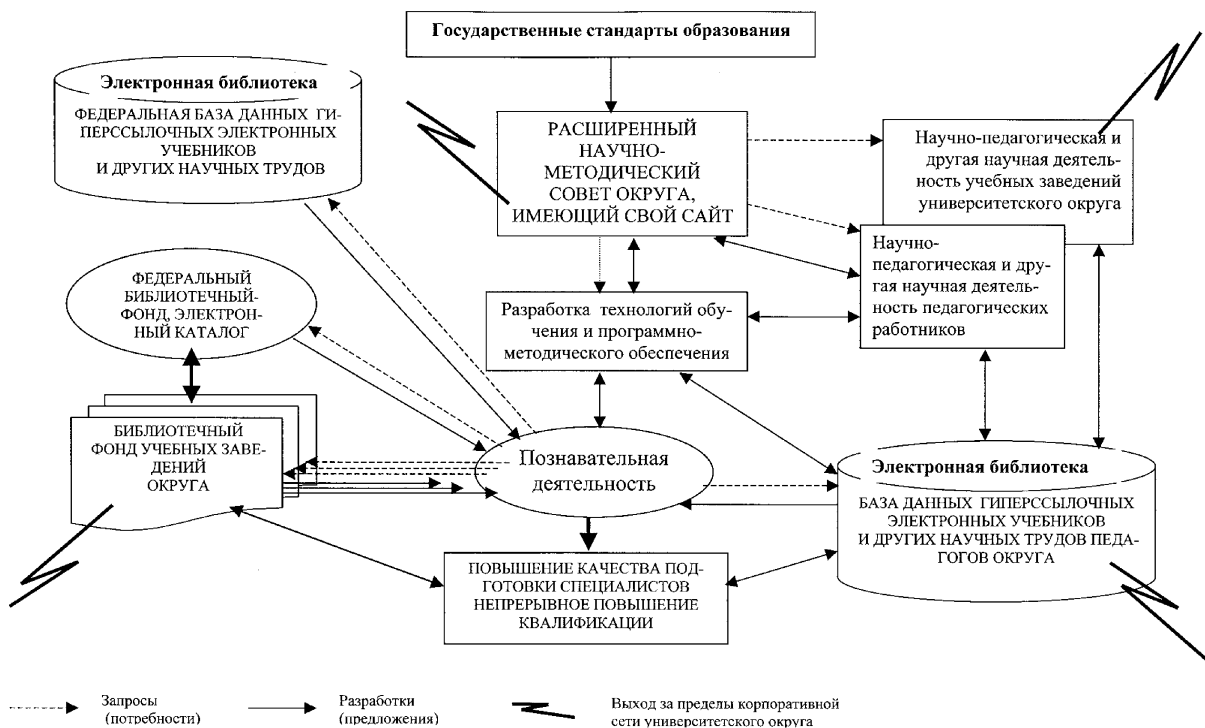 Государственные стандарты образования
Электронная библиотека
ФЕДЕРАЛЬНАЯ БАЗА ДАННЫХ ГИ-
ПЕРССЫЛОЧНЫХ ЭЛЕКТРОННЫХ
УЧЕБНИКОВ
И ДРУГИХ НАУЧНЫХ ТРУДОВ
РАСШИРЕННЫЙ
НАУЧНО-
МЕТОДИЧЕСКИЙ
СОВЕТ ОКРУГА,
ИМЕЮЩИЙ СВОЙ САЙТ
Научно-педагогическая и
другая научная деятель-
ность учебных заведений
университетского округа
Научно-
педагогическая и дру-
гая научная деятель-
ность педагогических
работников
ФЕДЕРАЛЬНЫЙ
БИБЛИОТЕЧНЫЙ-
ФОНД, ЭЛЕКТРОН-
НЫЙ КАТАЛОГ
Разработка технологий обу-
чения и программно-
методического обеспечения
БИБЛИОТЕЧНЫЙ
ФОНД УЧЕБНЫХ ЗАВЕ-
ДЕНИЙ
ОКРУГА
Познавательная
деятельность
Электронная библиотека
БАЗА ДАННЫХ ГИПЕРССЫЛОЧНЫХ
ЭЛЕКТРОННЫХ УЧЕБНИКОВ
И ДРУГИХ НАУЧНЫХ ТРУДОВ ПЕДА-
ГОГОВ ОКРУГА
ПОВЫШЕНИЕ КАЧЕСТВА ПОД-
ГОТОВКИ СПЕЦИАЛИСТОВ
НЕПРЕРЫВНОЕ ПОВЫШЕНИЕ
КВАЛИФИКАЦИИ
Запросы
(потребности)
Разработки
(предложения)
Выход за пределы корпоративной
сети университетского округа